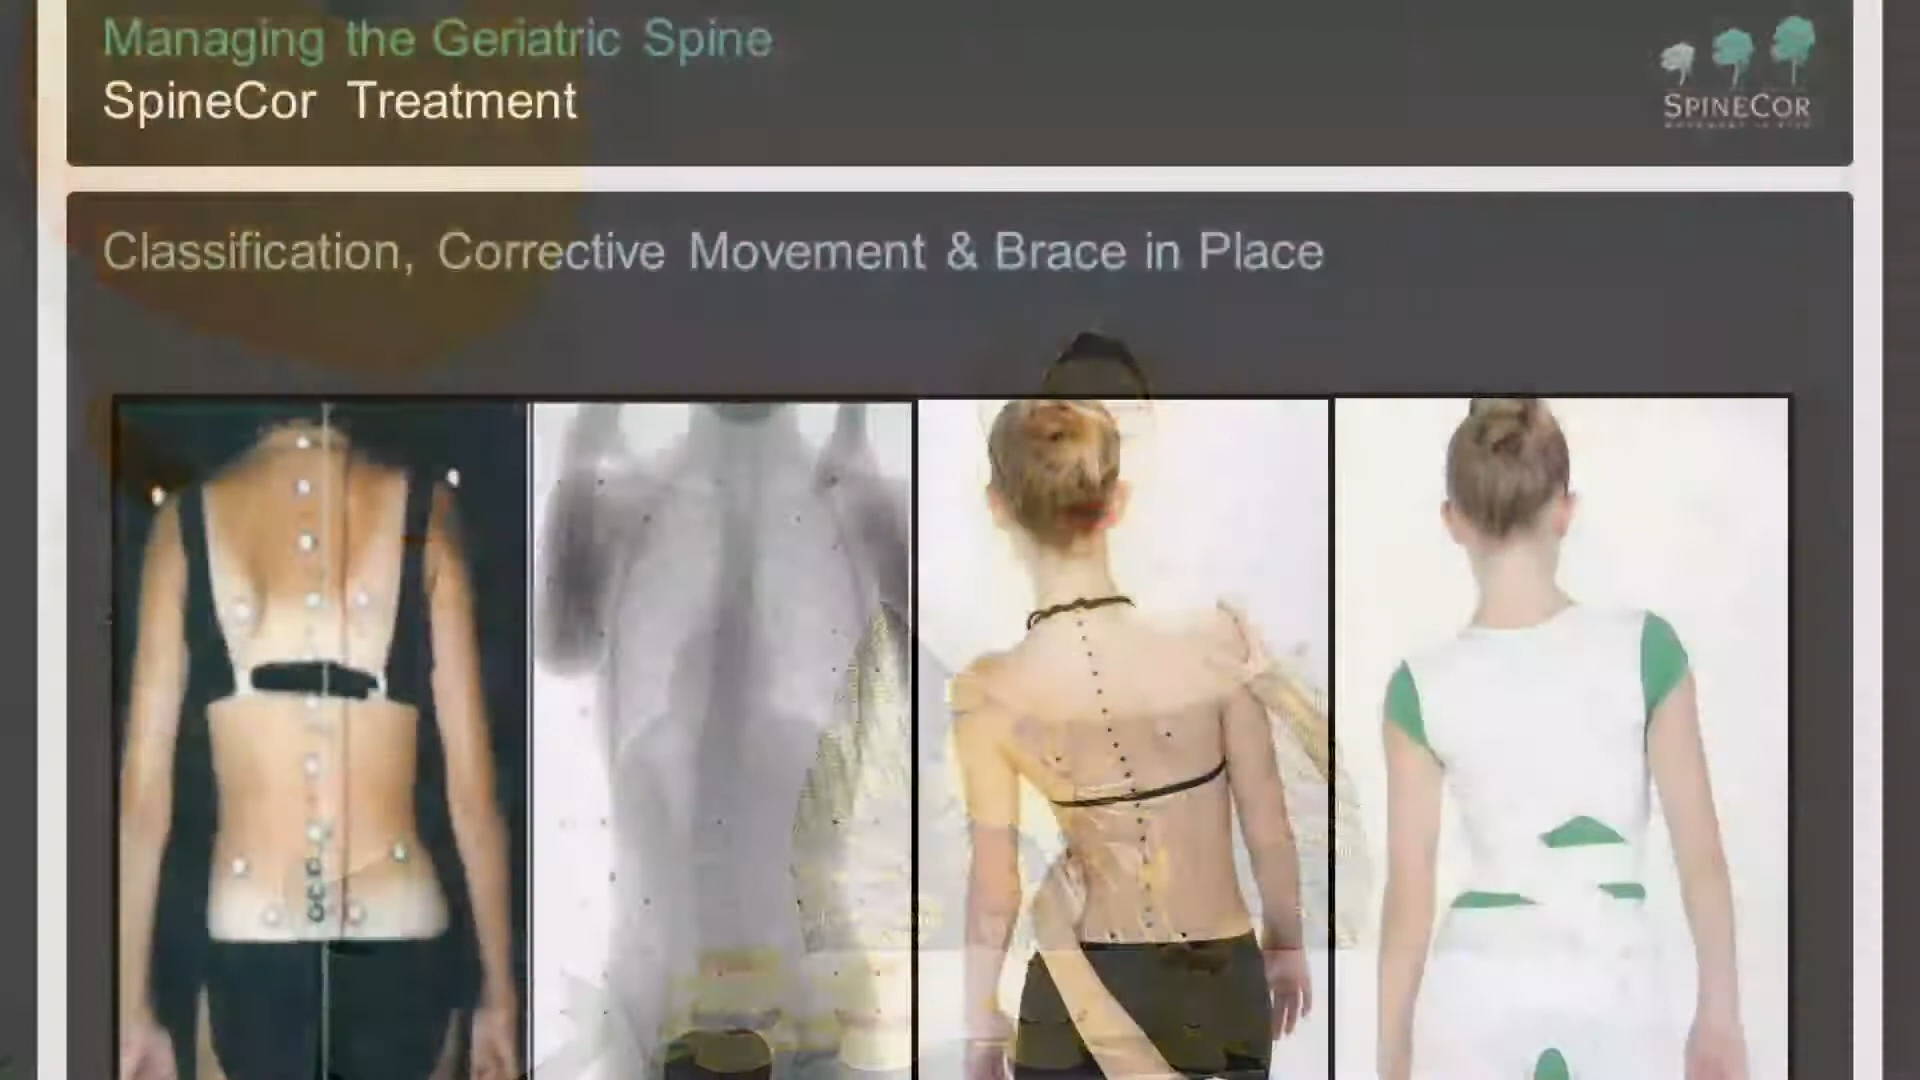 Managing the Geriatric Spine
SpineCor Treatment
SPINECOR
Classification, Corrective Movement & Brace in Place